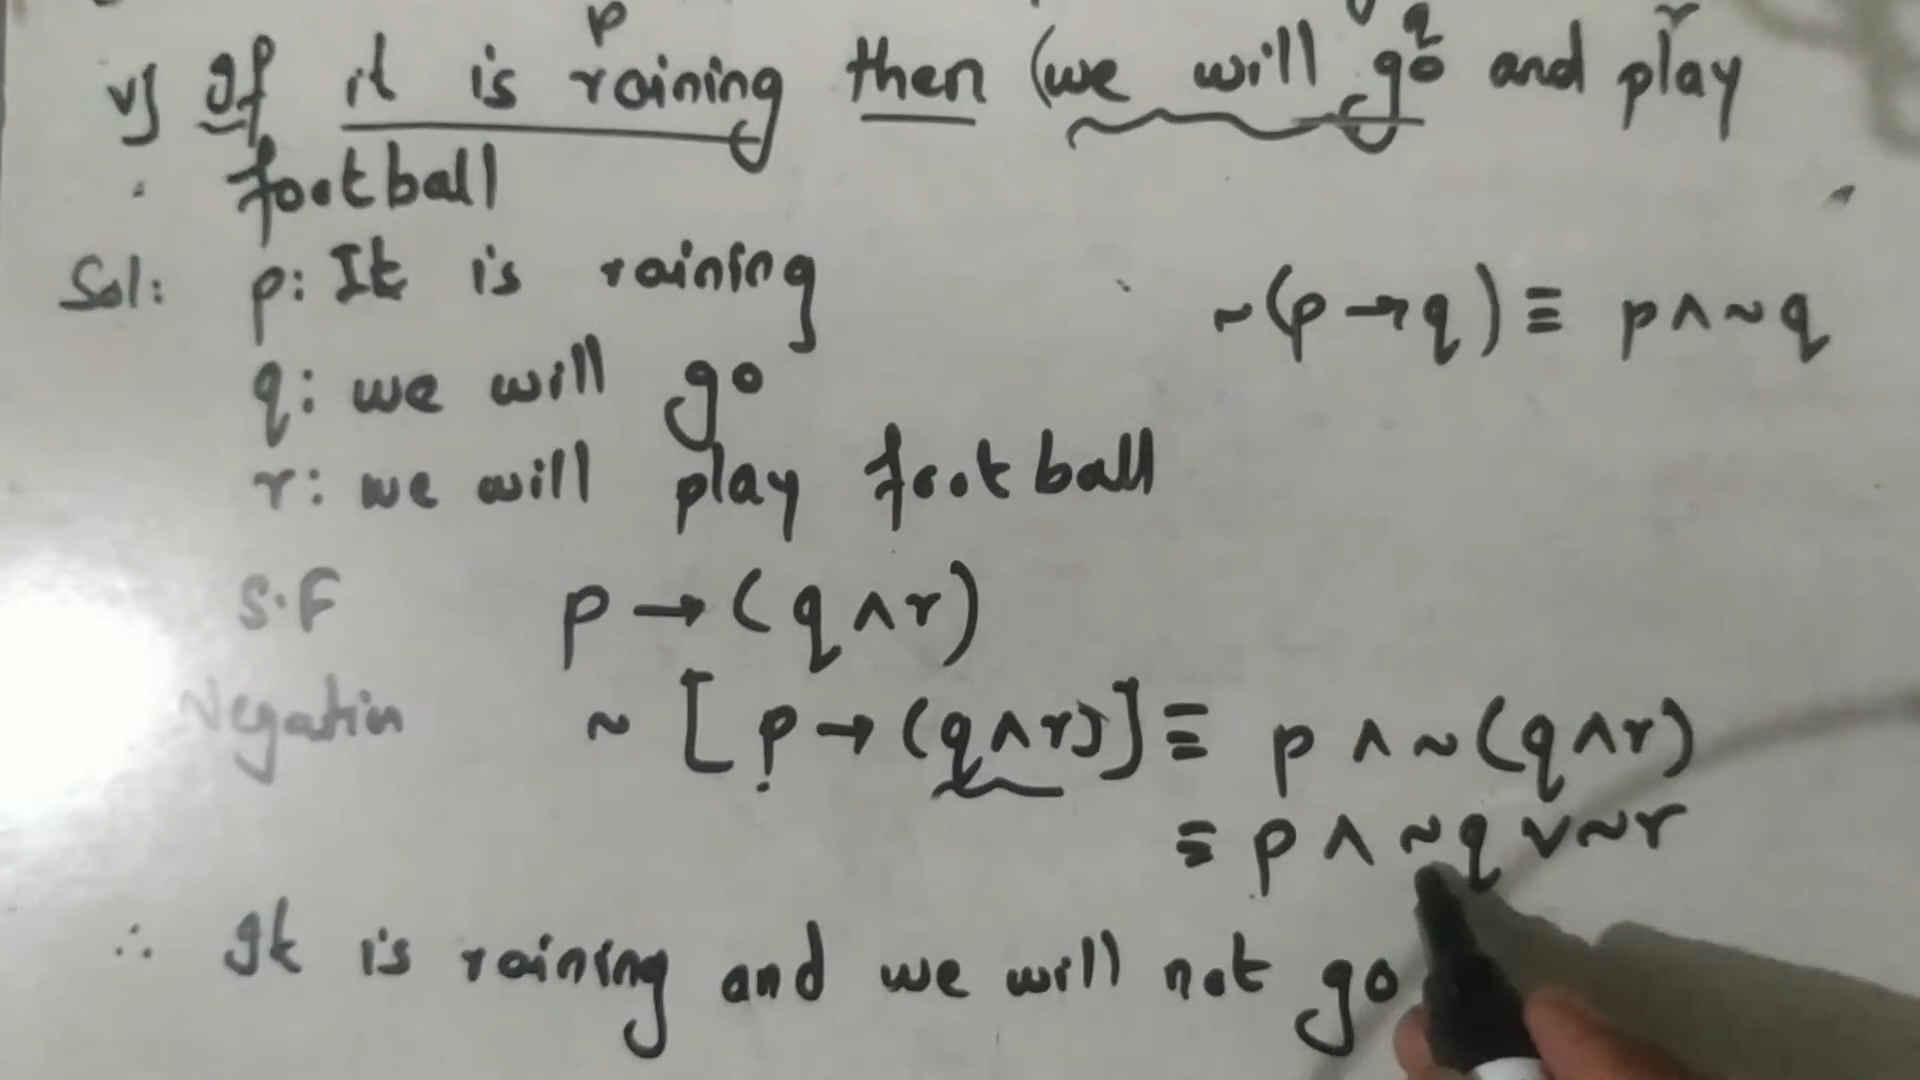 v] If it is raining then (we will go and play
football
p q r
Sol: p: It is raining
~(p→q) ≡ p∧~q
q: we will go
r: we will play football
S.F p→(q∧r)
Negation ~[p→(q∧r)] ≡ p∧~(q∧r)
≡ p∧~q∨~r
∴ It is raining and we will not go